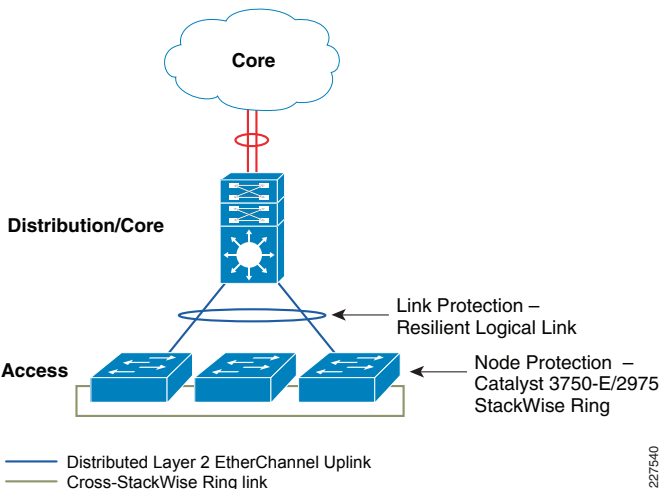 Core
Distribution/Core
Link Protection –
Resilient Logical Link
Access
Node Protection –
Catalyst 3750-E/2975
StackWise Ring
Distributed Layer 2 EtherChannel Uplink
Cross-StackWise Ring link
227540